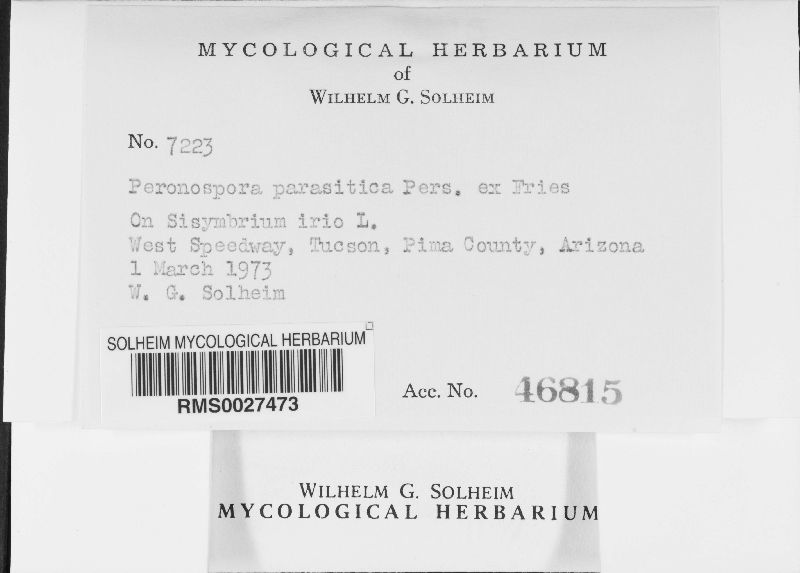 MYCOLOGICAL HERBARIUM
of
WILHELM G. SOLHEIM
No. 7223
Peronospora parasitica Pers. ex Fries
On Sisymbrium irio L.
West Speedway, Tucson, Pima County, Arizona
1 March 1973
W. G. Solheim
SOLHEIM MYCOLOGICAL HERBARIUM
RMS0027473
Acc. No. 46815
WILHELM G. SOLHEIM
MYCOLOGICAL HERBARIUM